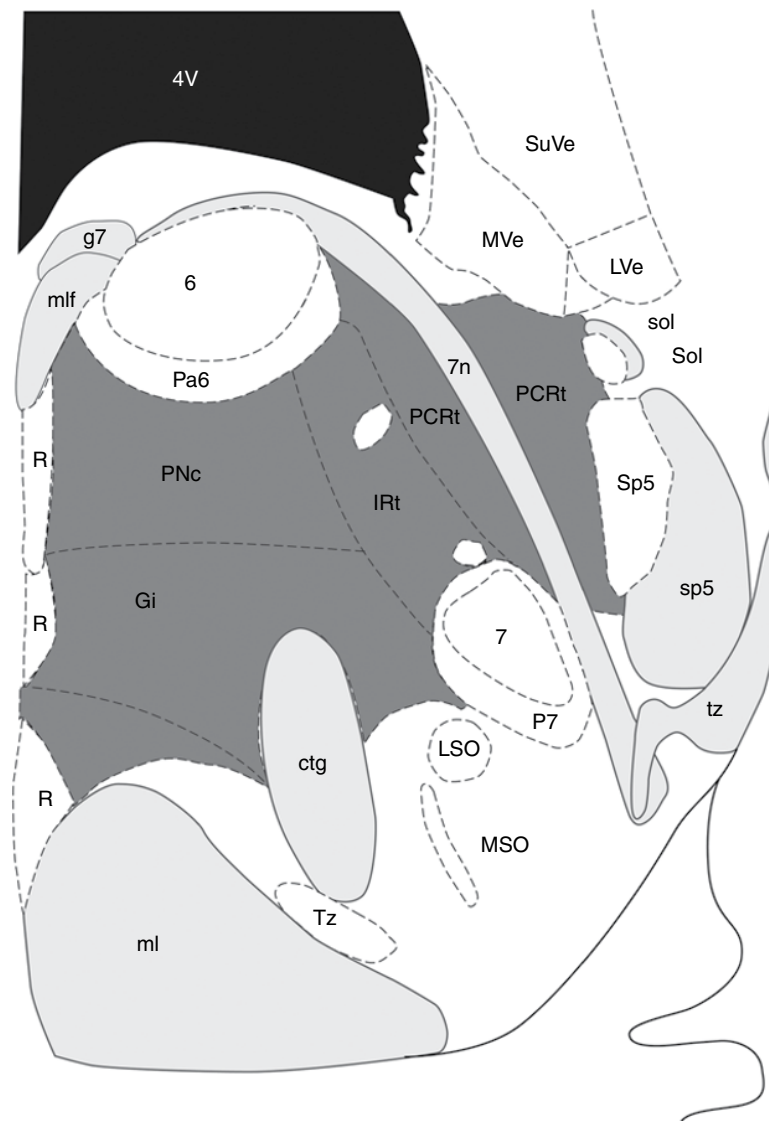 4V
SuVe
g7
MVe
LVe
6
mlf
sol
Sol
7n
Pa6
PCRt
PCRt
R
PNc
Sp5
IRt
sp5
Gi
R
7
tz
P7
LSO
ctg
R
MSO
Tz
ml